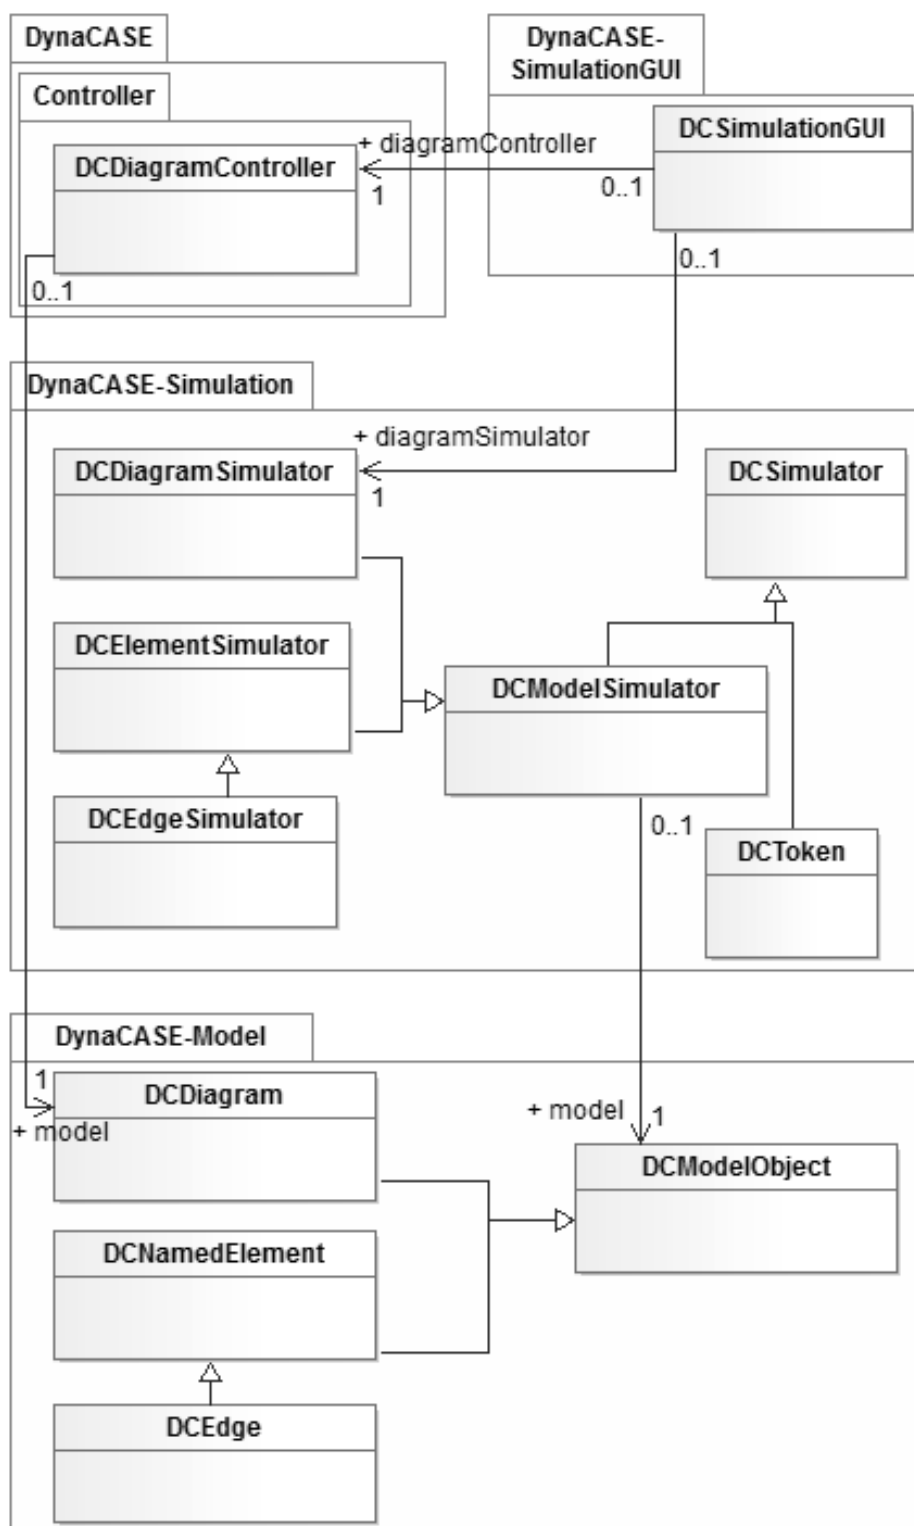 DynaCASE
DynaCASE-
SimulationGUI
Controller
DCSimulationGUI
+ diagramController
DCDiagramController
1
0..1
0..1
0..1
DynaCASE-Simulation
+ diagramSimulator
DCDiagramSimulator
1
DCSimulator
DCElementSimulator
DCModelSimulator
DCEdgeSimulator
0..1
DCToken
DynaCASE-Model
1
DCDiagram
+ model
+ model
1
DCModelObject
DCNamedElement
DCEdge